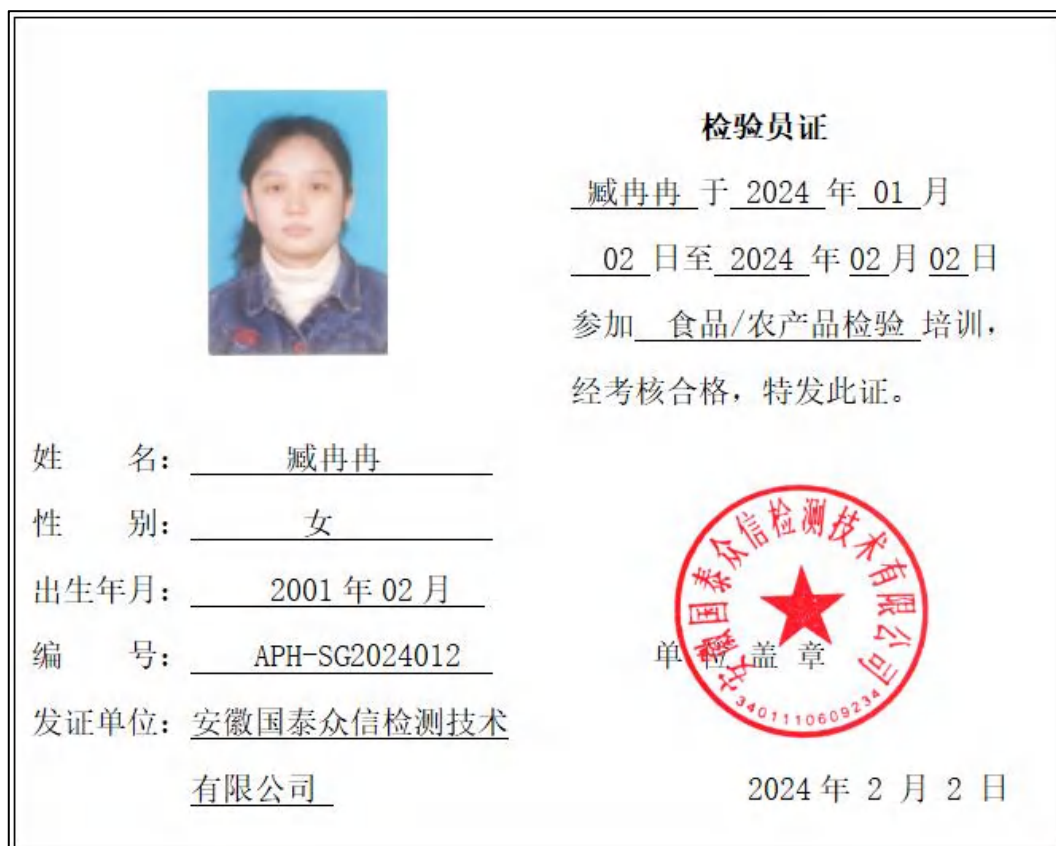 检验员证
臧冉冉 于 2024 年 01 月
02 日至 2024 年 02 月 02 日
参加 食品/农产品检验 培训，
经考核合格，特发此证。
姓 名： 臧冉冉
性 别： 女
出生年月： 2001 年 02 月
编 号： APH-SG2024012
发证单位：安徽国泰众信检测技术
有限公司
安徽国泰众信检测技术有限公司
3401110609234
单 位 盖 章
2024 年 2 月 2 日